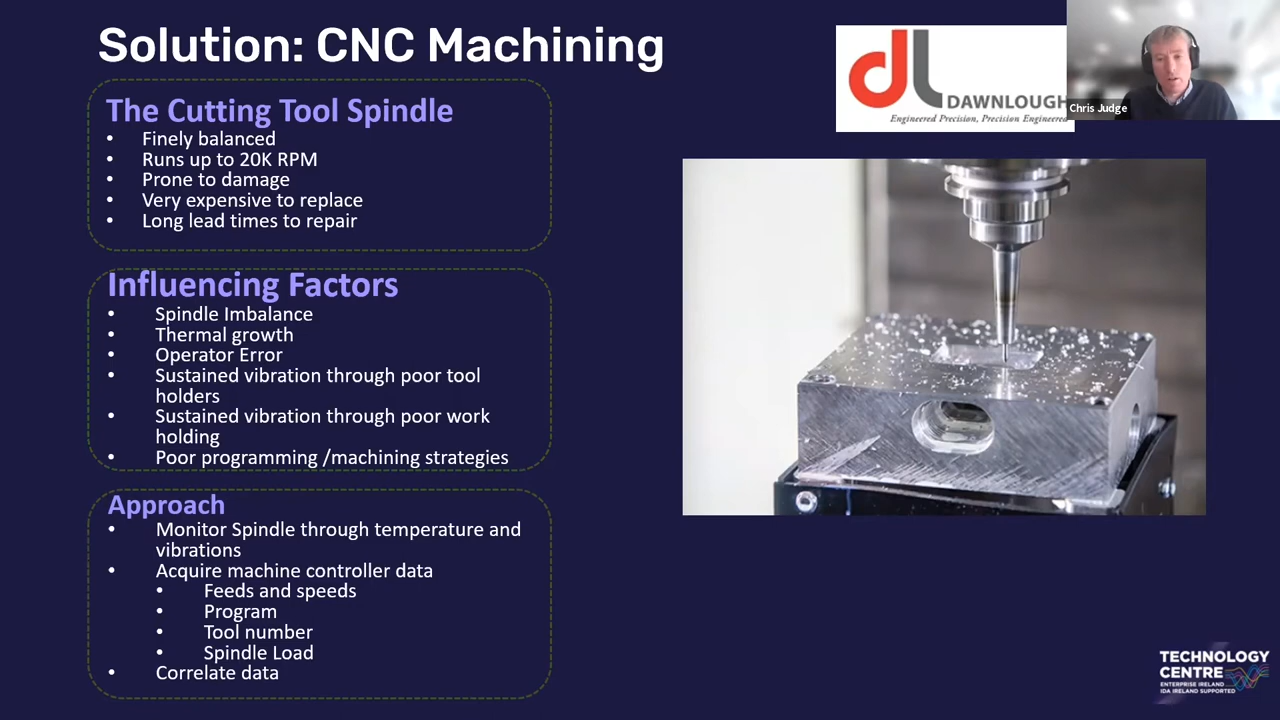 Solution: CNC Machining
The Cutting Tool Spindle
• Finely balanced
• Runs up to 20K RPM
• Prone to damage
• Very expensive to replace
• Long lead times to repair
Influencing Factors
• Spindle Imbalance
• Thermal growth
• Operator Error
• Sustained vibration through poor tool
holders
• Sustained vibration through poor work
holding
• Poor programming /machining strategies
Approach
• Monitor Spindle through temperature and
vibrations
• Acquire machine controller data
• Feeds and speeds
• Program
• Tool number
• Spindle Load
• Correlate data
dl
DAWNLOUGH
Engineered Precision, Precision Engineered
Chris Judge
TECHNOLOGY
CENTRE
ENTERPRISE IRELAND
IDA IRELAND SUPPORTED